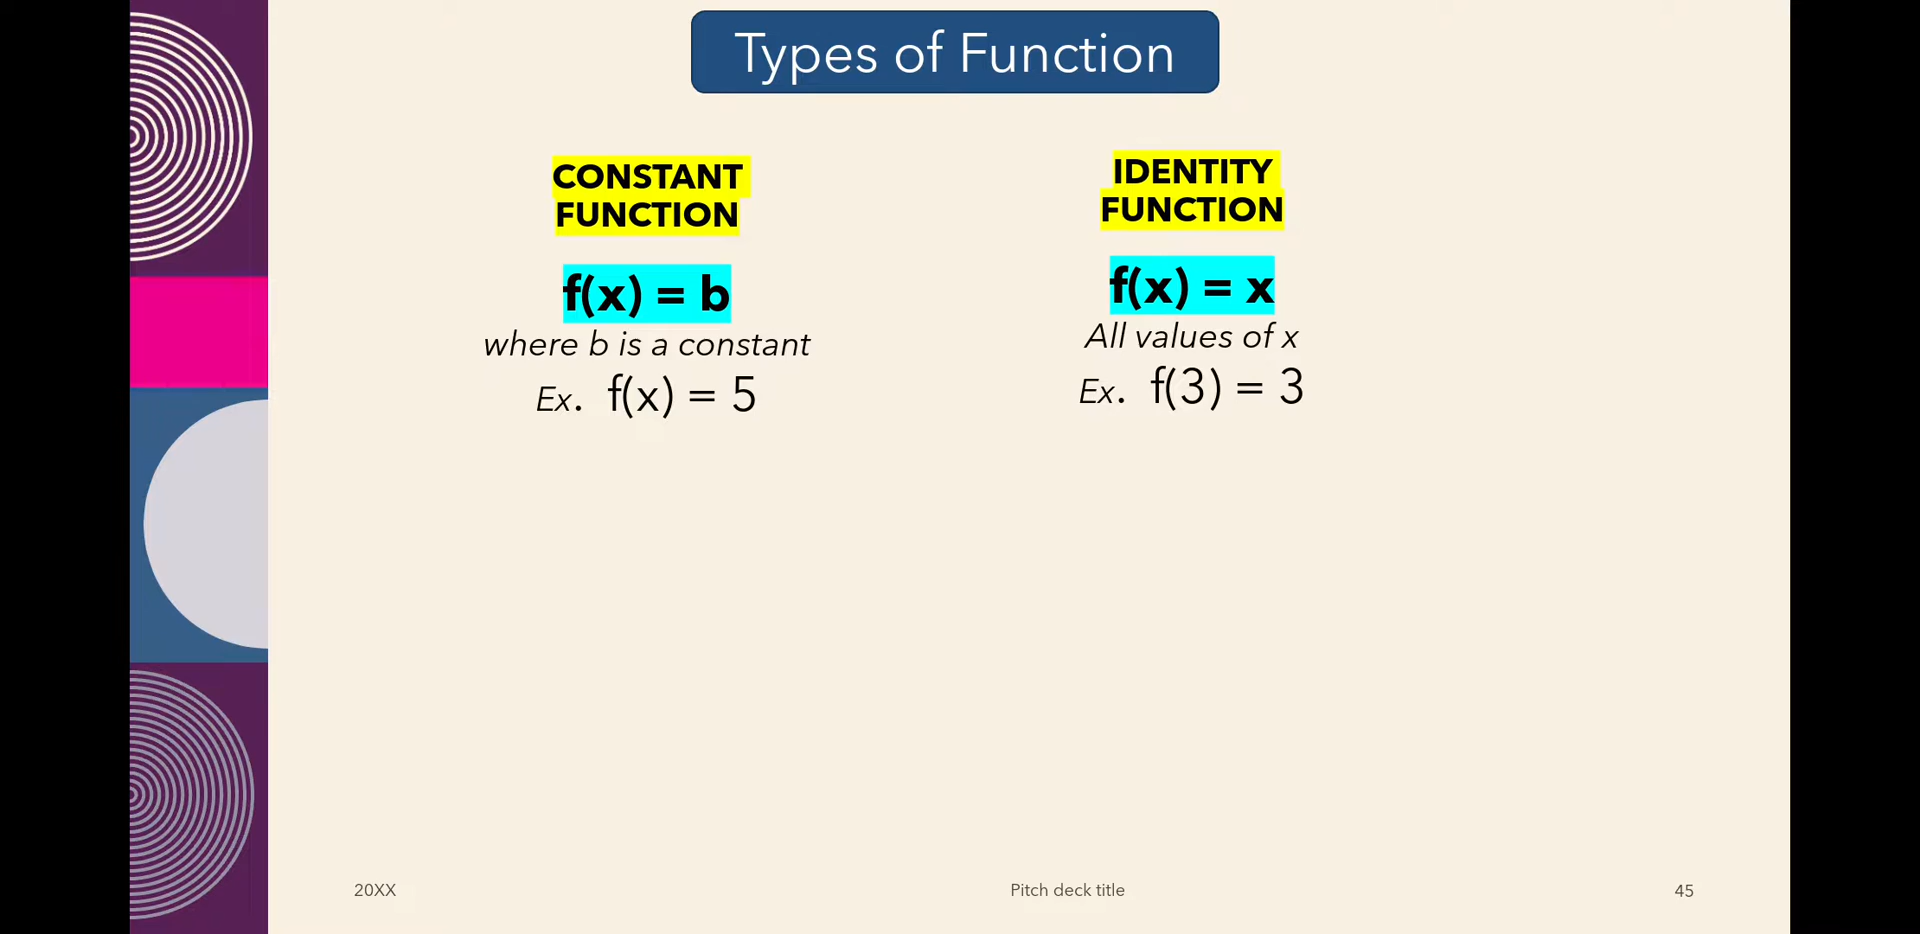 Types of Function
CONSTANT
FUNCTION
f(x) = b
where b is a constant
Ex. f(x) = 5
IDENTITY
FUNCTION
f(x) = x
All values of x
Ex. f(3) = 3
20XX
Pitch deck title
45